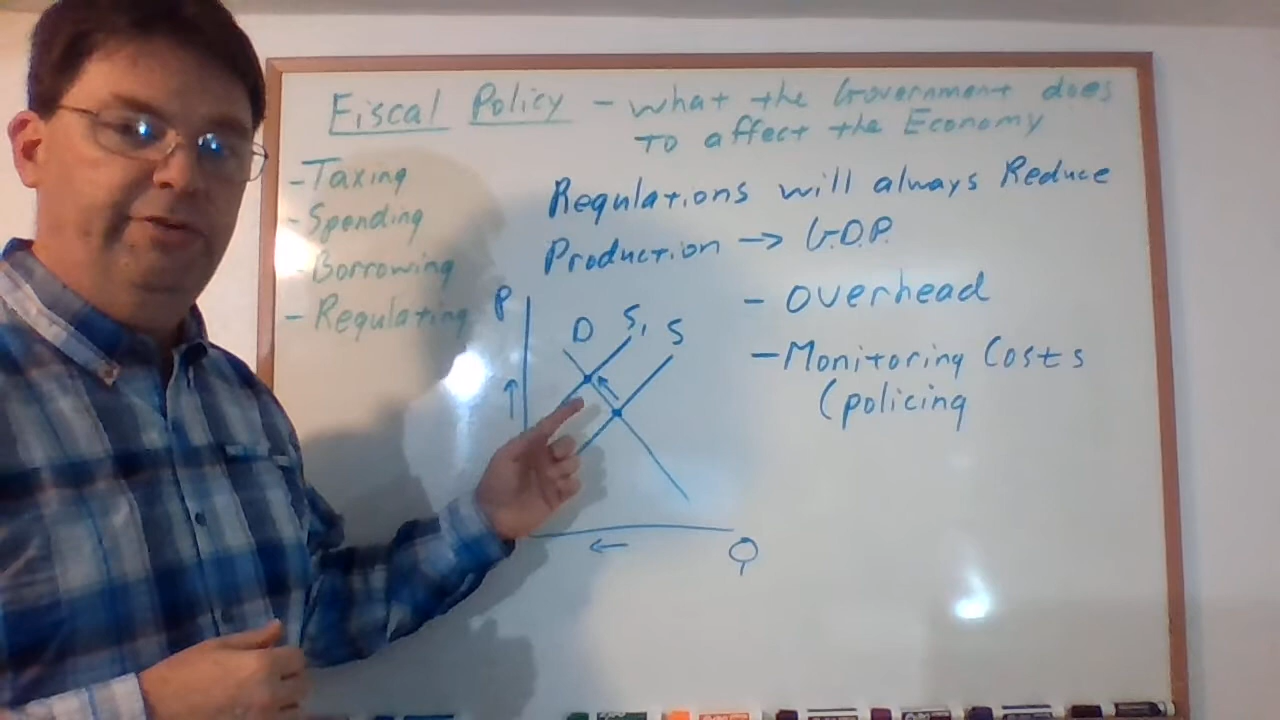 Fiscal Policy - what the Government does
to affect the Economy
-Taxing
-Spending
-Borrowing
-Regulating
Regulations will always Reduce
Production → G.D.P.
- Overhead
-Monitoring Costs
(policing
P
D S₁ S
↑
←
Q